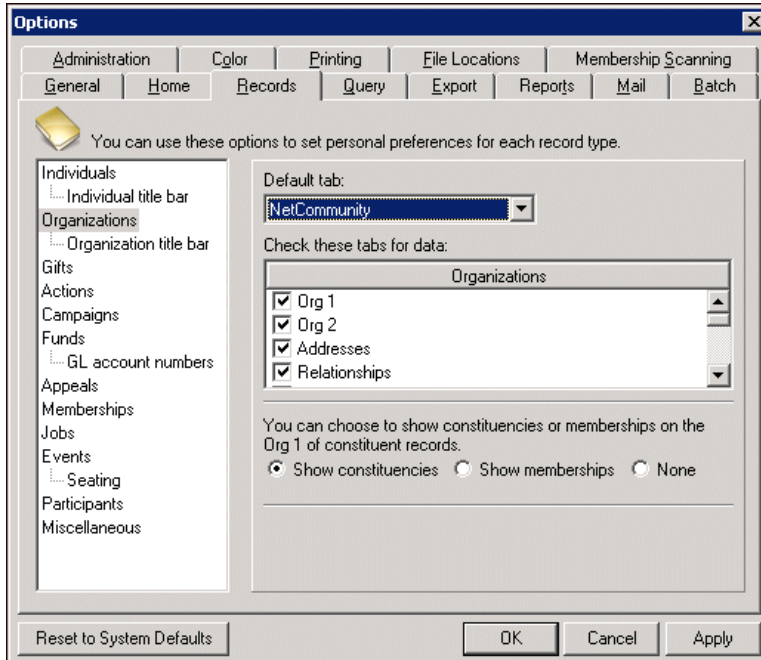 Options
Administration Color Printing File Locations Membership Scanning
General Home Records Query Export Reports Mail Batch
You can use these options to set personal preferences for each record type.
Individuals
Individual title bar
Organizations
Organization title bar
Gifts
Actions
Campaigns
Funds
GL account numbers
Appeals
Memberships
Jobs
Events
Seating
Participants
Miscellaneous
Default tab:
NetCommunity
Check these tabs for data:
Organizations
Org 1
Org 2
Addresses
Relationships
You can choose to show constituencies or memberships on the
Org 1 of constituent records.
Show constituencies Show memberships None
Reset to System Defaults OK Cancel Apply